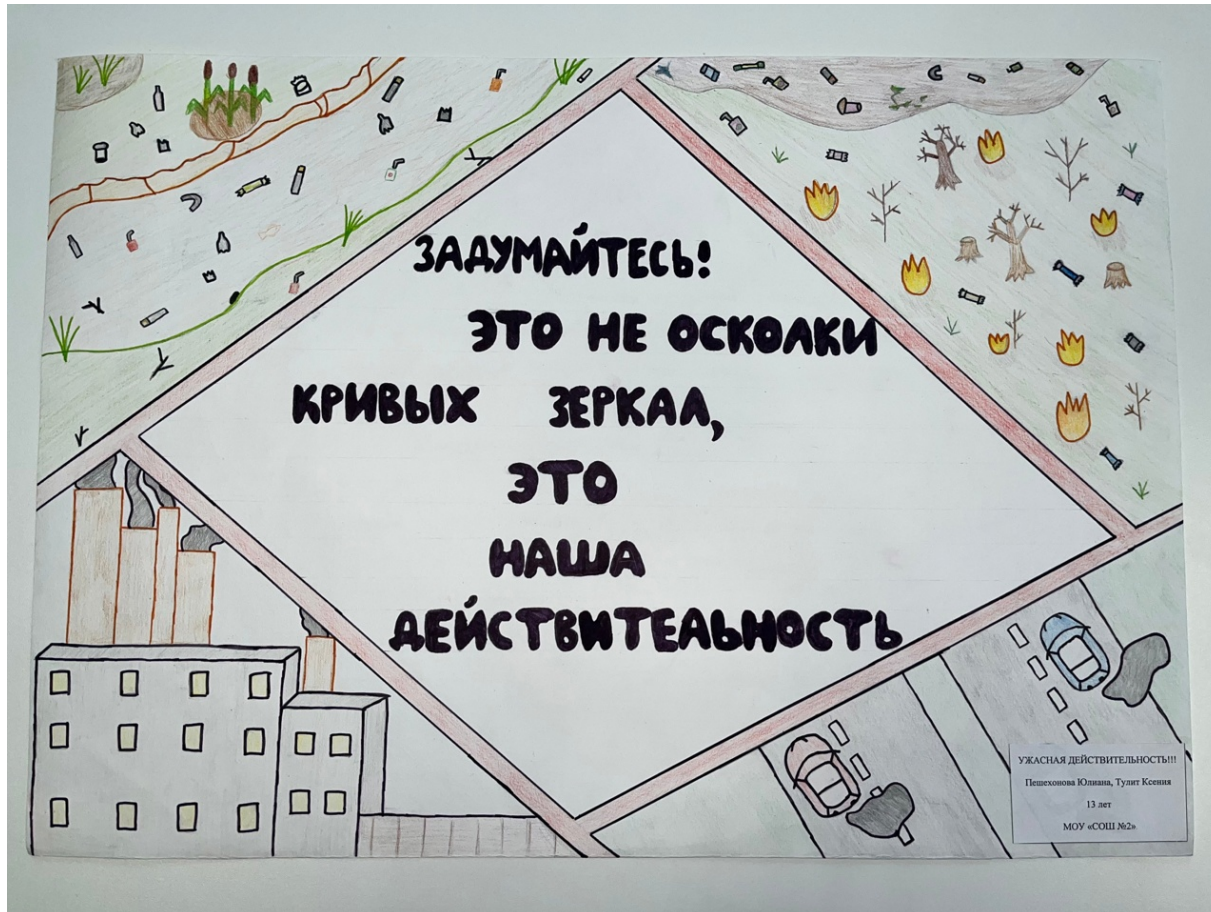 ЗАДУМАЙТЕСЬ!
ЭТО НЕ ОСКОЛКИ
КРИВЫХ ЗЕРКАЛ,
ЭТО
НАША
ДЕЙСТВИТЕЛЬНОСТЬ
УЖАСНАЯ ДЕЙСТВИТЕЛЬНОСТЬ!!!
Пешехонова Юлиана, Тулит Ксения
13 лет
МОУ «СОШ №2»